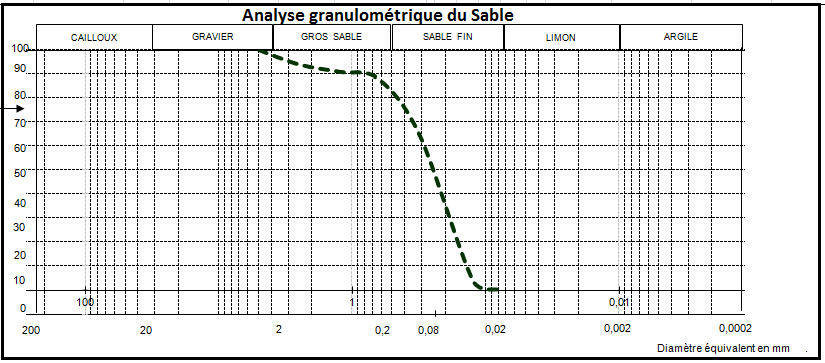 Analyse granulométrique du Sable
CAILLOUX GRAVIER GROS SABLE SABLE FIN LIMON ARGILE
100
90
80
70
60
50
40
30
20
10
100 1 0,01
0
200 20 2 0,2 0,08 0,02 0,002 0,0002
Diamètre équivalent en mm .